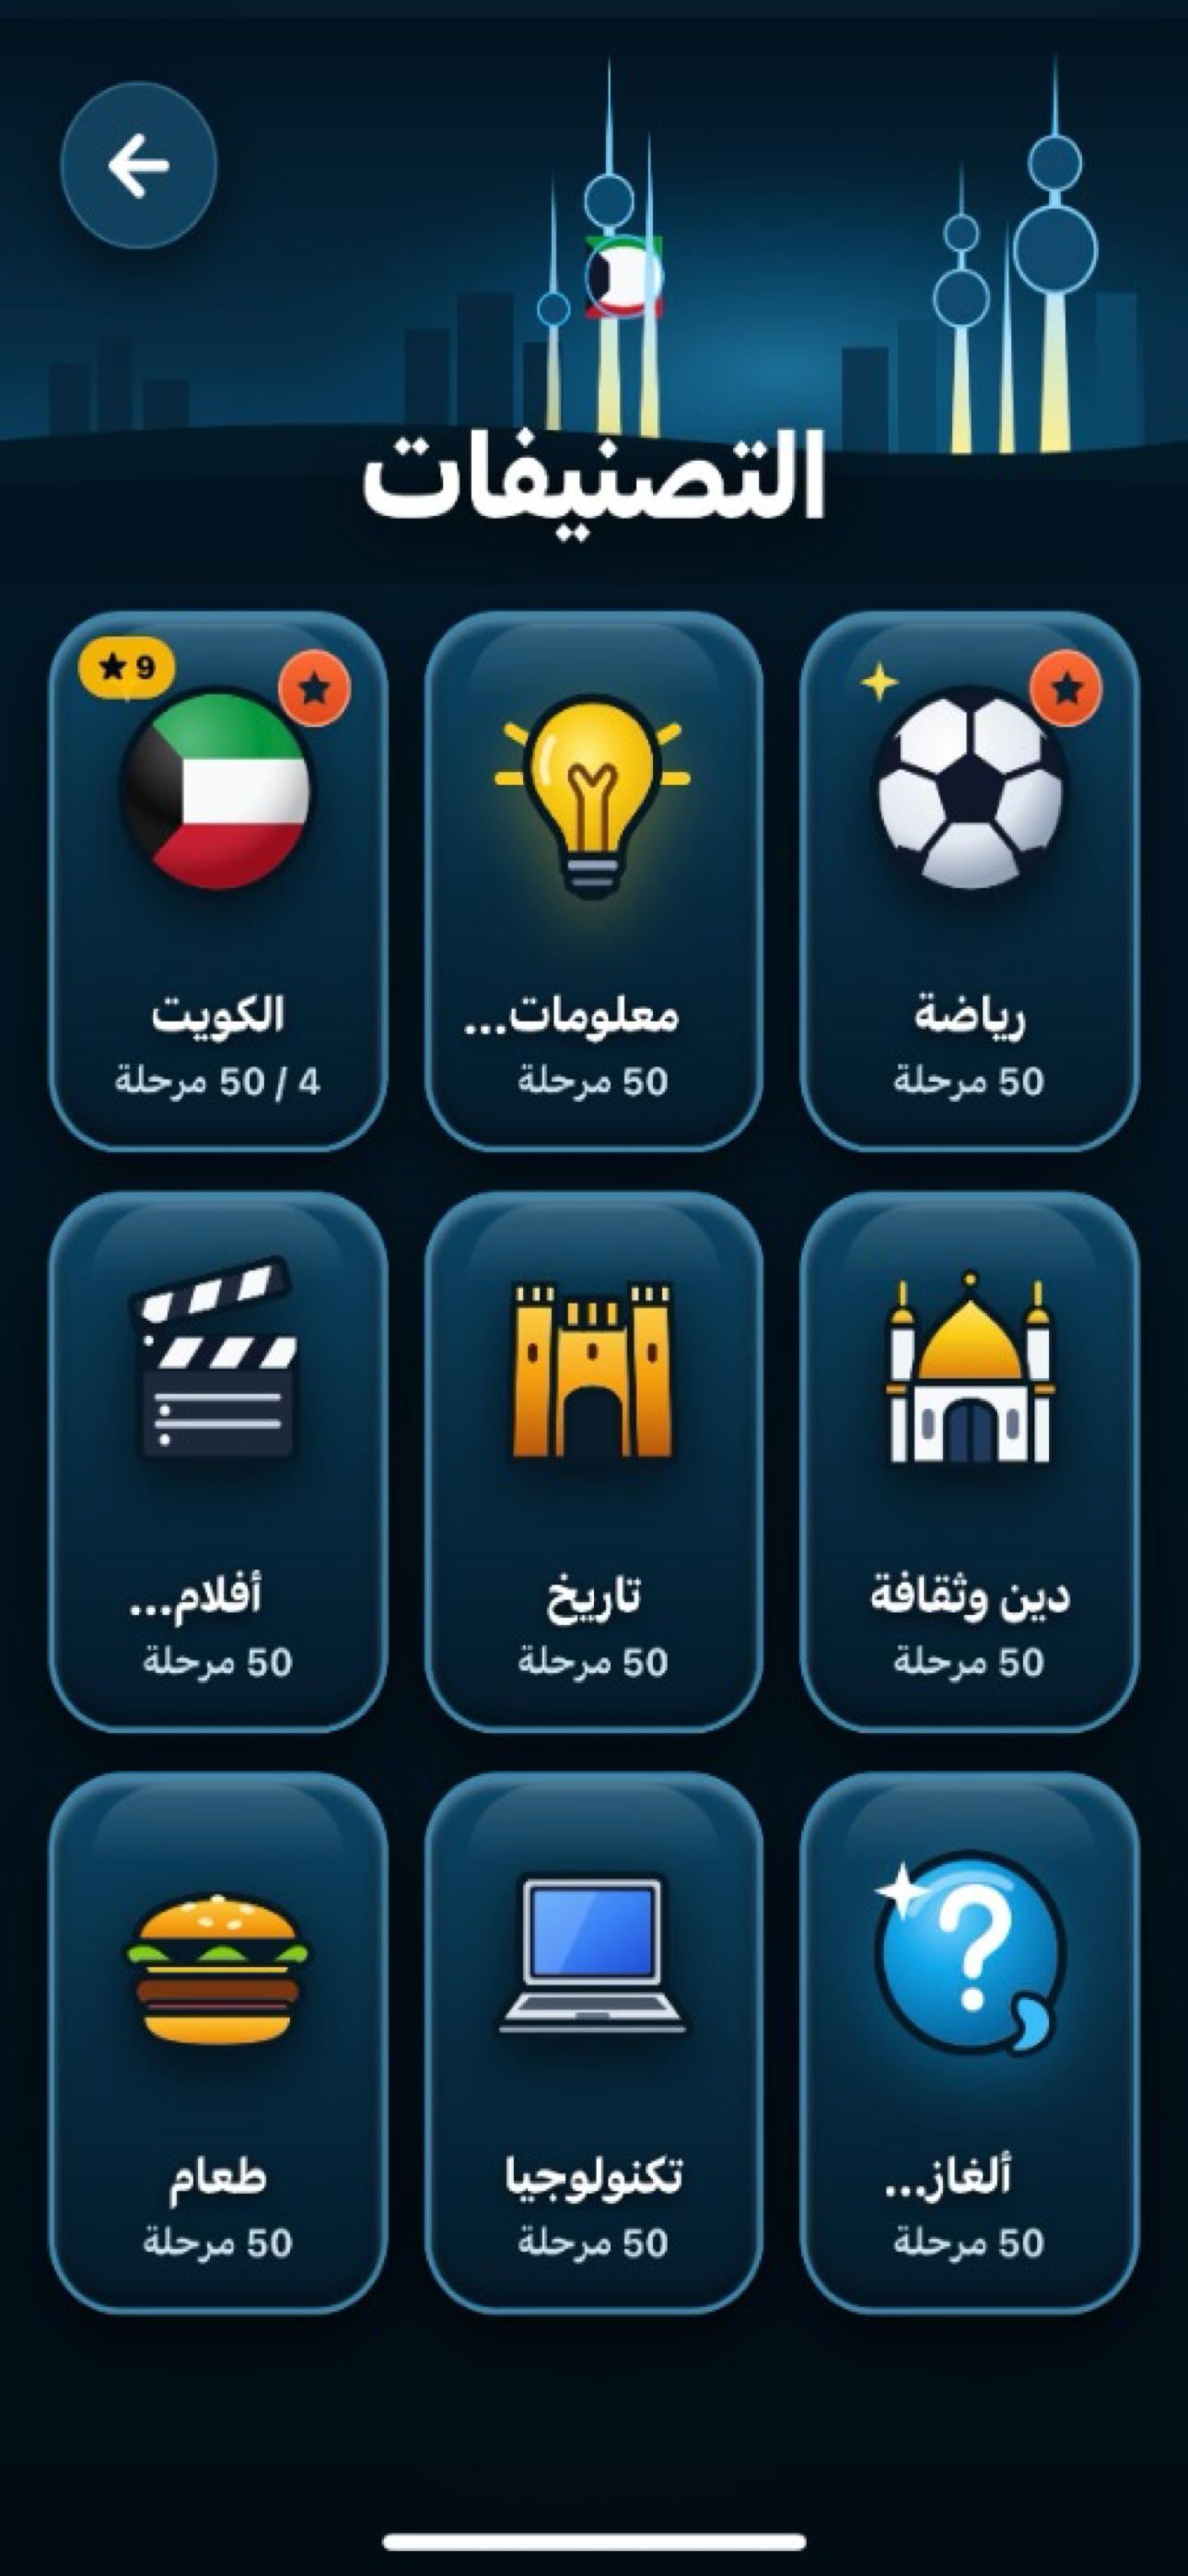 التصنيفات
رياضة
50 مرحلة
معلومات...
50 مرحلة
9
الكويت
4 / 50 مرحلة
دين وثقافة
50 مرحلة
تاريخ
50 مرحلة
أفلام...
50 مرحلة
?
ألغاز...
50 مرحلة
تكنولوجيا
50 مرحلة
طعام
50 مرحلة